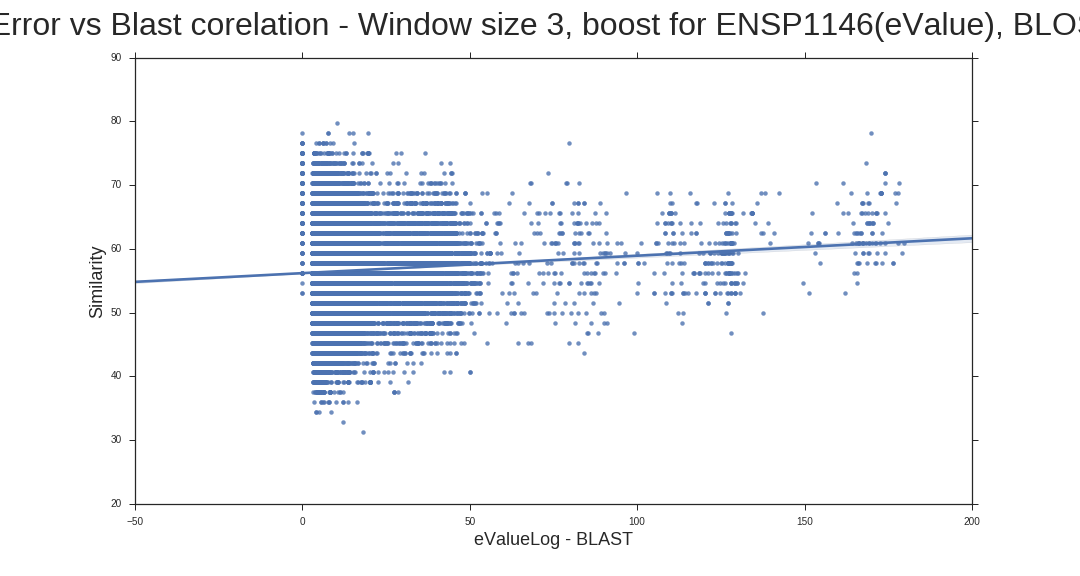 Error vs Blast corelation - Window size 3, boost for ENSP1146(eValue), BLOS
90
80
70
60
50
40
30
20
Similarity
−50 0 50 100 150 200
eValueLog - BLAST